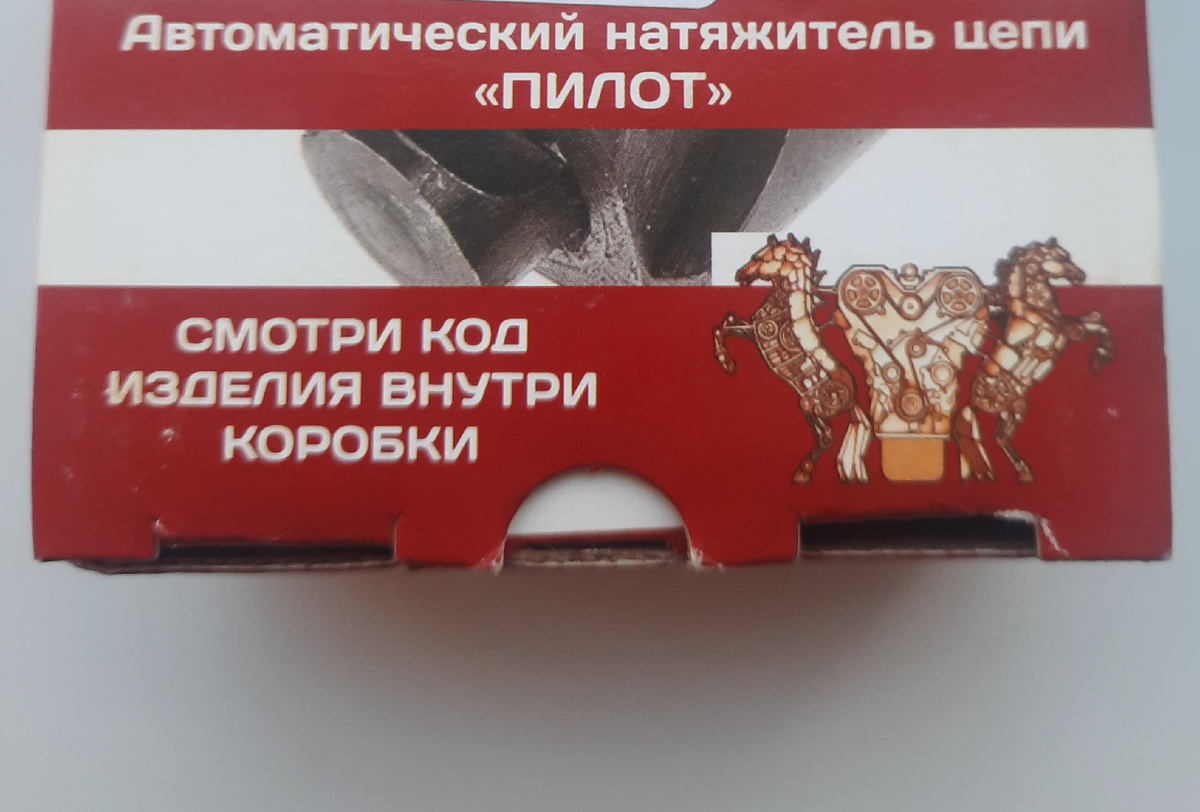 Автоматический натяжитель цепи
«ПИЛОТ»
СМОТРИ КОД
ИЗДЕЛИЯ ВНУТРИ
КОРОБКИ